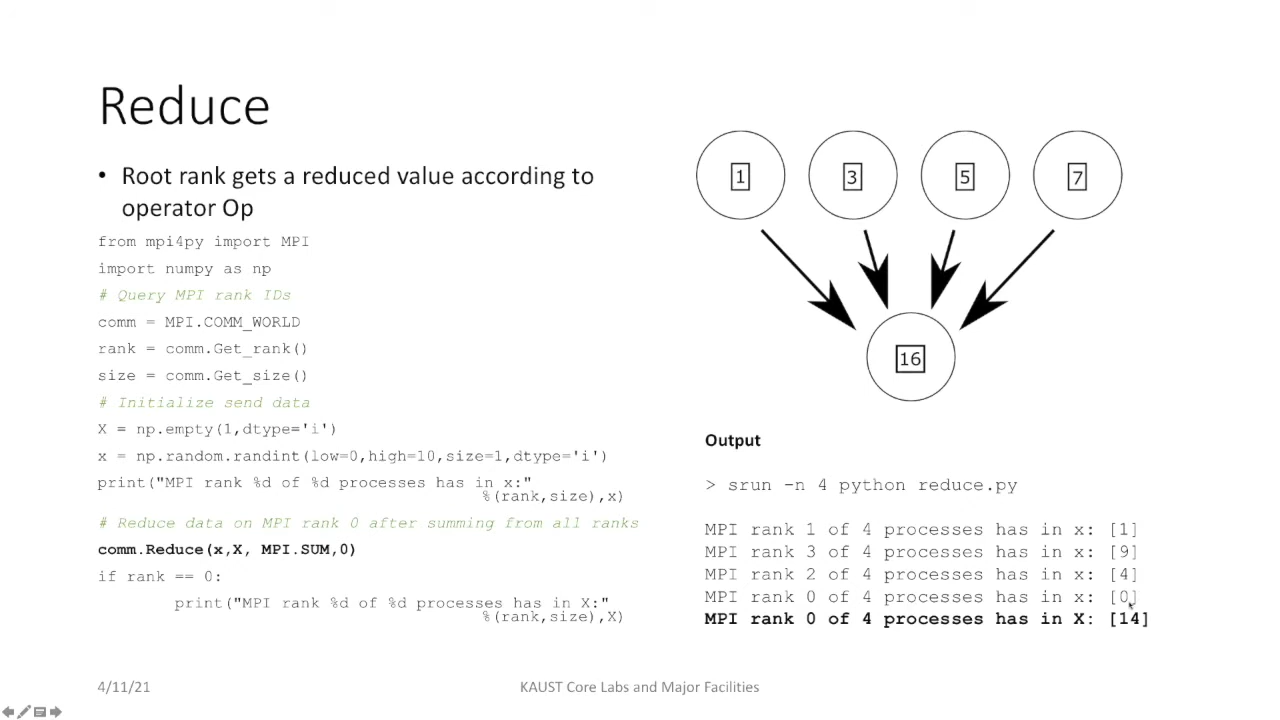 Reduce
• Root rank gets a reduced value according to
operator Op
from mpi4py import MPI
import numpy as np
# Query MPI rank IDs
comm = MPI.COMM_WORLD
rank = comm.Get_rank()
size = comm.Get_size()
# Initialize send data
X = np.empty(1,dtype='i')
x = np.random.randint(low=0,high=10,size=1,dtype='i')
print("MPI rank %d of %d processes has in x:"
%(rank,size),x)
# Reduce data on MPI rank 0 after summing from all ranks
comm.Reduce(x,X, MPI.SUM,0)
if rank == 0:
print("MPI rank %d of %d processes has in X:"
%(rank,size),X)
1 3 5 7
16
Output
> srun -n 4 python reduce.py
MPI rank 1 of 4 processes has in x: [1]
MPI rank 3 of 4 processes has in x: [9]
MPI rank 2 of 4 processes has in x: [4]
MPI rank 0 of 4 processes has in x: [0]
MPI rank 0 of 4 processes has in X: [14]
4/11/21
KAUST Core Labs and Major Facilities